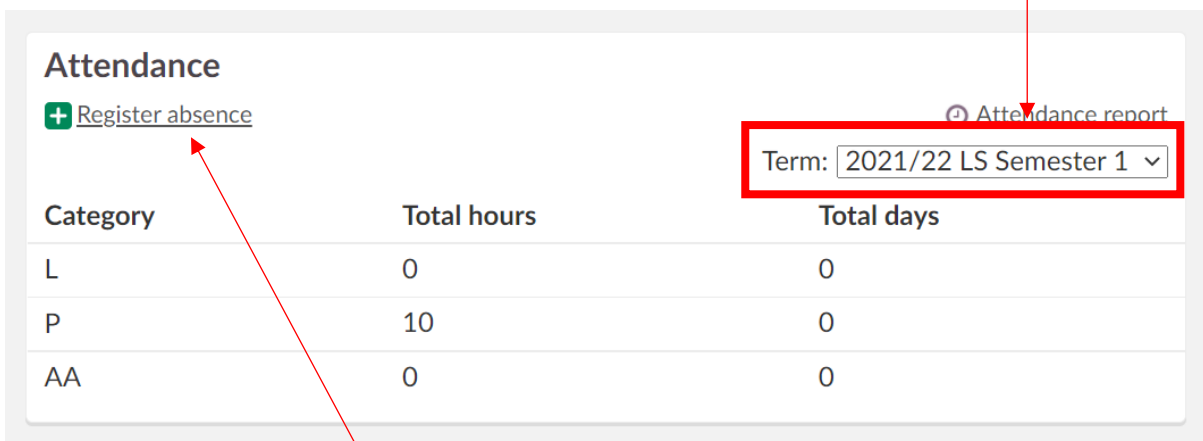 Attendance
Register absence
Attendance report
Term: 2021/22 LS Semester 1
Category Total hours Total days
L 0 0
P 10 0
AA 0 0